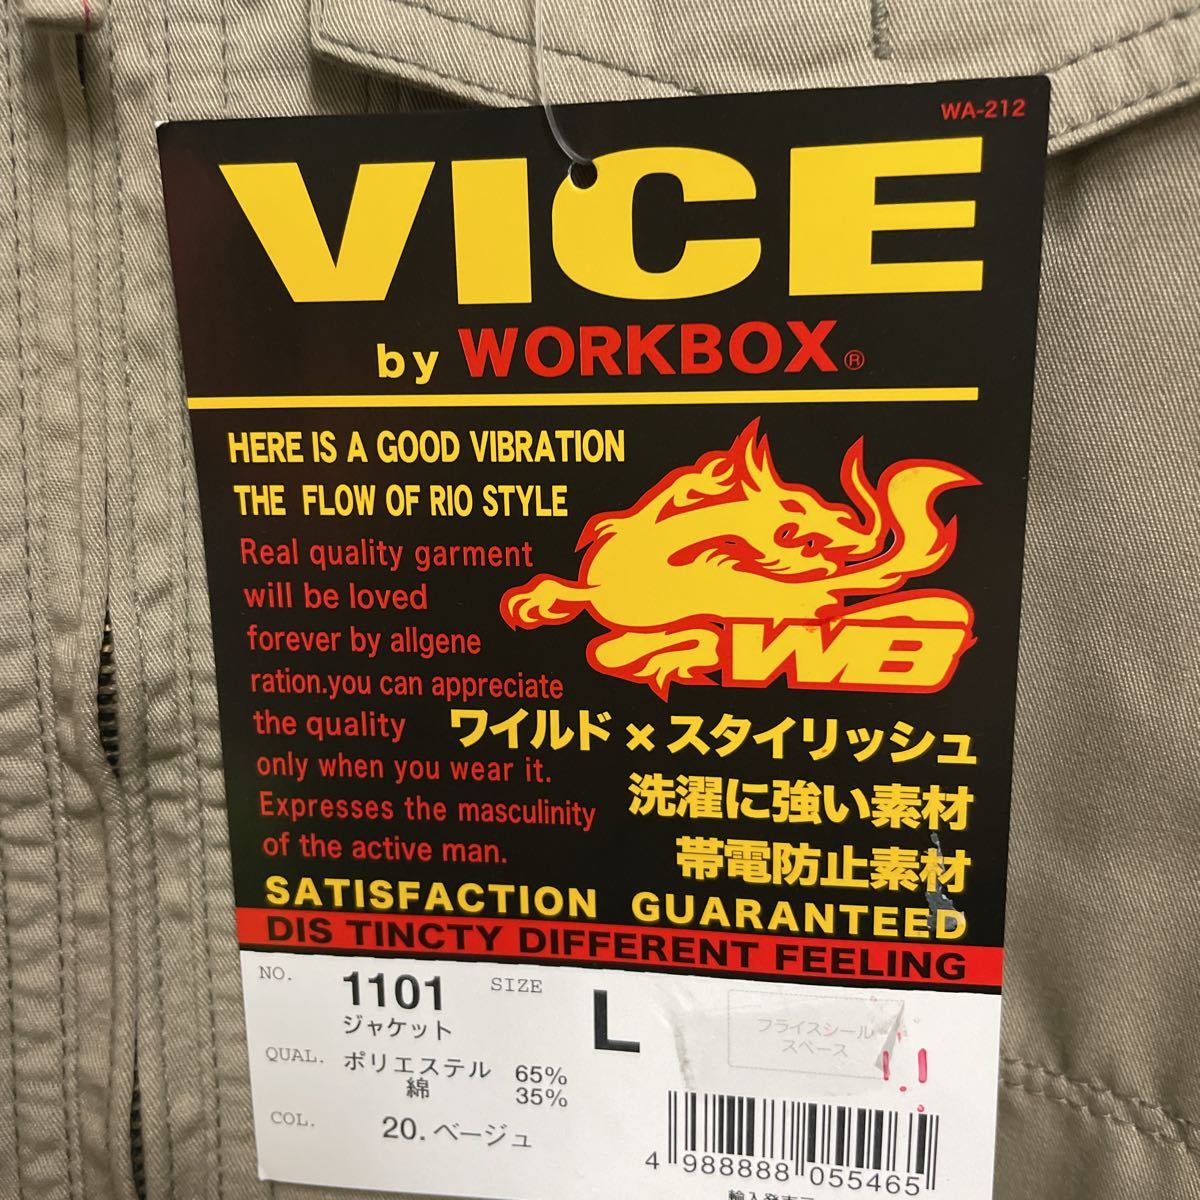 WA-212
VICE
by WORKBOX®
HERE IS A GOOD VIBRATION
THE FLOW OF RIO STYLE
Real quality garment
will be loved
forever by allgene
ration.you can appreciate
the quality
only when you wear it.
Expresses the masculinity
of the active man.
WB
ワイルド×スタイリッシュ
洗濯に強い素材
帯電防止素材
SATISFACTION GUARANTEED
DIS TINCTY DIFFERENT FEELING
NO. 1101 SIZE L
ジャケット
プライスシール
スペース
QUAL. ポリエステル 65%
綿 35%
COL. 20. ベージュ
4 988888 055465